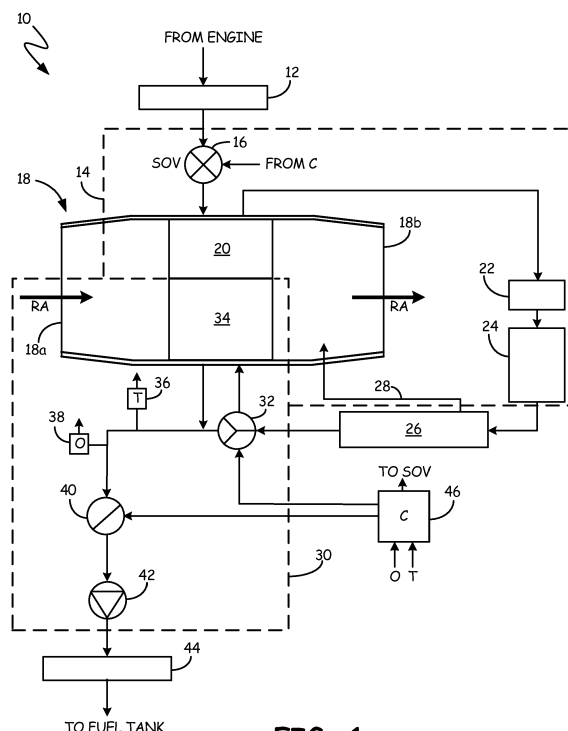 10
FROM ENGINE
12
16
SOV
FROM C
14
18
20
18b
22
RA
RA
34
24
18a
36
T
28
32
38
O
26
TO SOV
46
40
C
O T
30
42
44
TO FUEL TANK